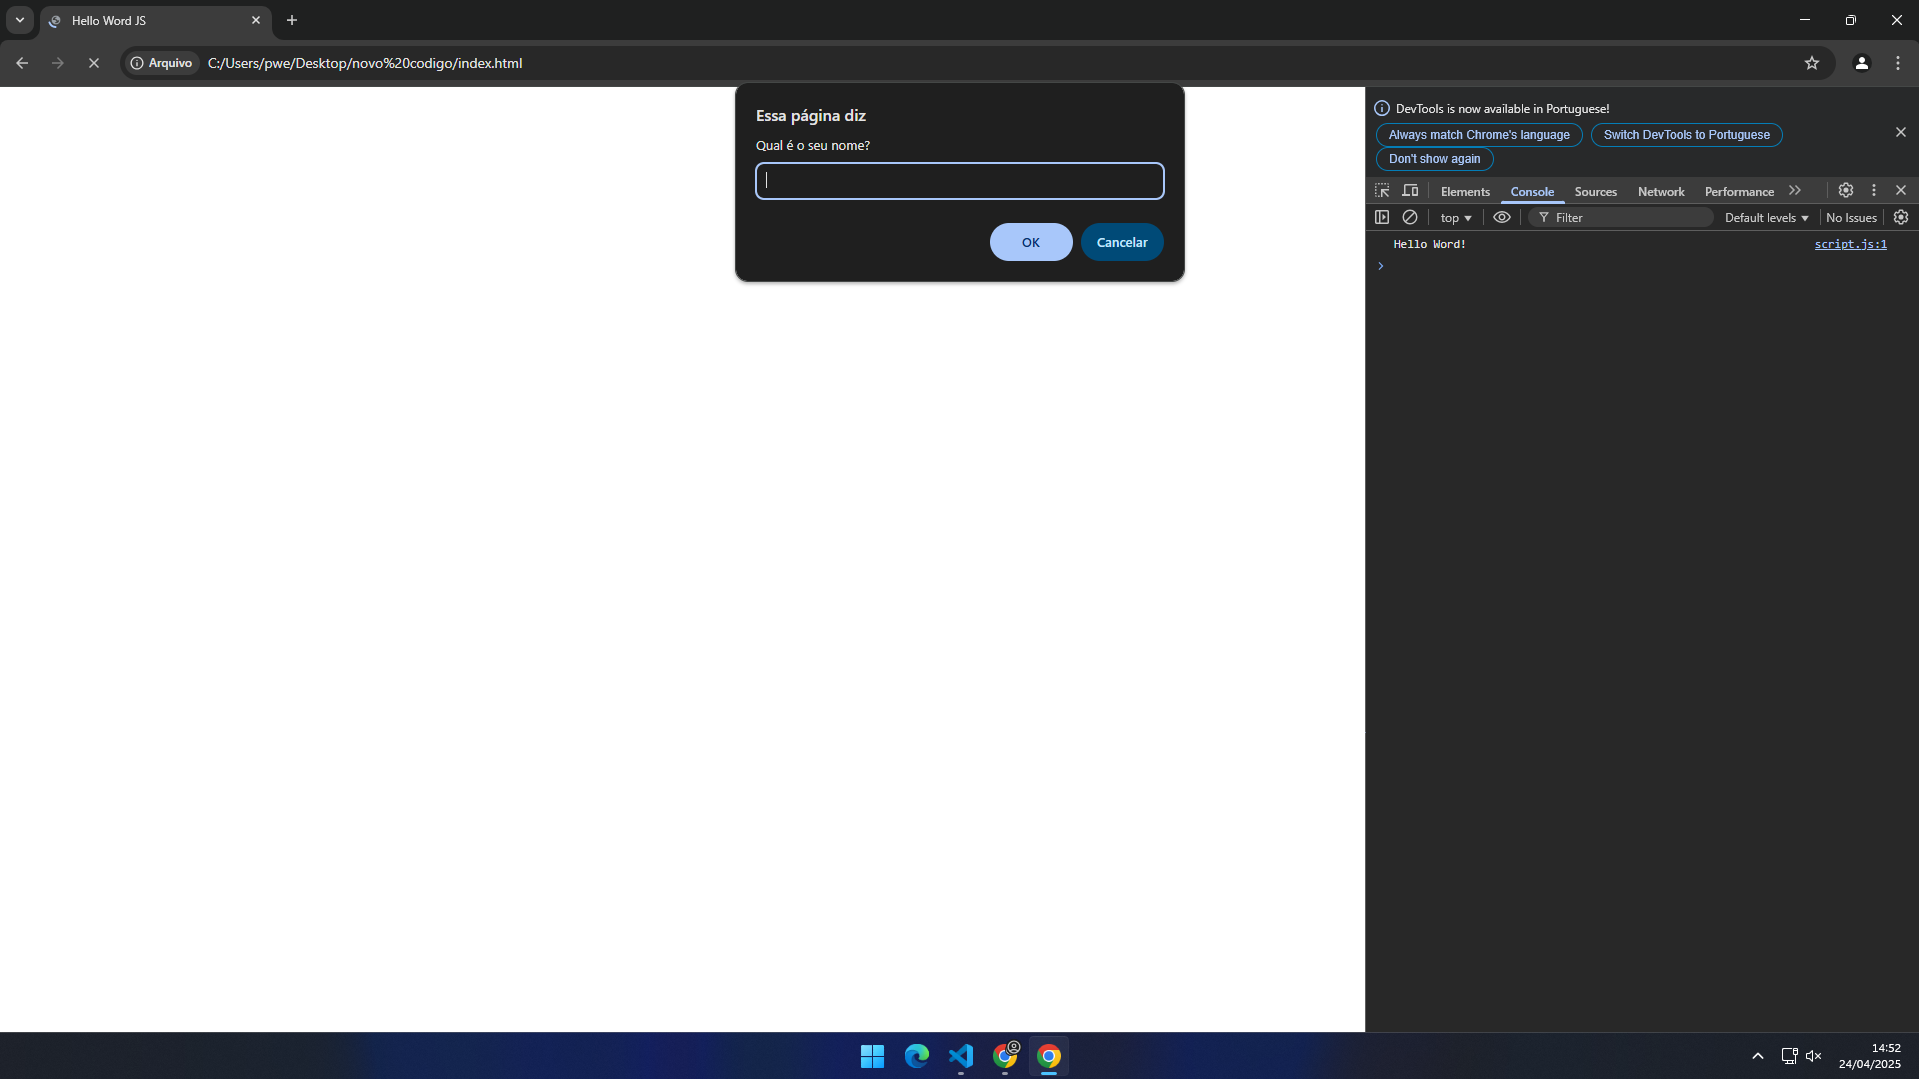 Hello Word JS
Arquivo C:/Users/pwe/Desktop/novo%20codigo/index.html
Essa página diz
Qual é o seu nome?
OK Cancelar
DevTools is now available in Portuguese!
Always match Chrome's language Switch DevTools to Portuguese
Don't show again
Elements Console Sources Network Performance
top Filter Default levels No Issues
Hello Word! script.js:1
14:52
24/04/2025